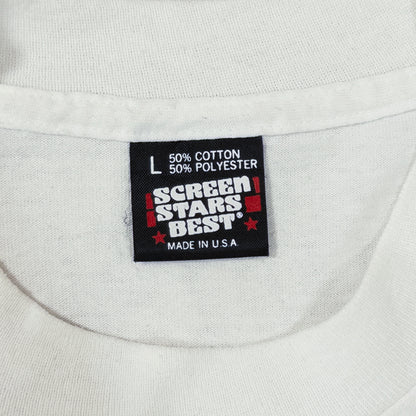 L 50% COTTON
50% POLYESTER
SCREEN
STARS
BEST®
MADE IN U.S.A.